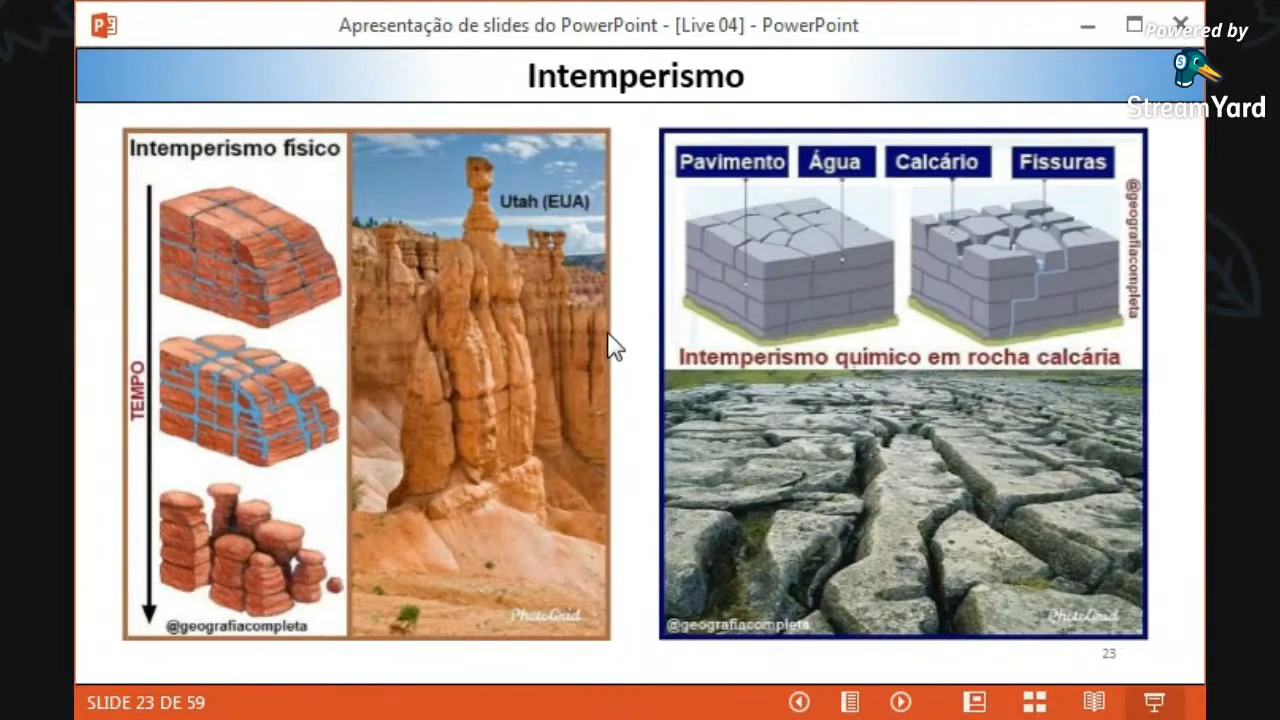 Apresentação de slides do PowerPoint - [Live 04] - PowerPoint
Powered by
StreamYard
Intemperismo
Intemperismo físico
TEMPO
@geografiacompleta
Utah (EUA)
PhotoGrid
Pavimento
Água
Calcário
Fissuras
@geografiacompleta
Intemperismo químico em rocha calcária
@geografiacompleta
PhotoGrid
23
SLIDE 23 DE 59